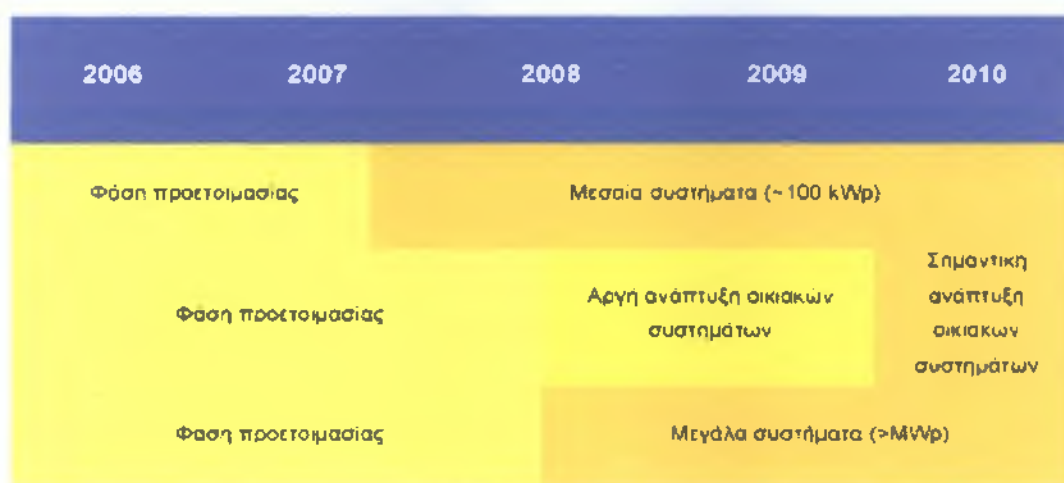 2006 2007 2008 2009 2010
Φάση προετοιμασίας Μεσαία συστήματα (~100 kWp)
Φάση προετοιμασίας
Αργή ανάπτυξη οικιακών
συστημάτων
Σημαντική
ανάπτυξη
οικιακών
συστημάτων
Φάση προετοιμασίας Μεγάλα συστήματα (>MWp)